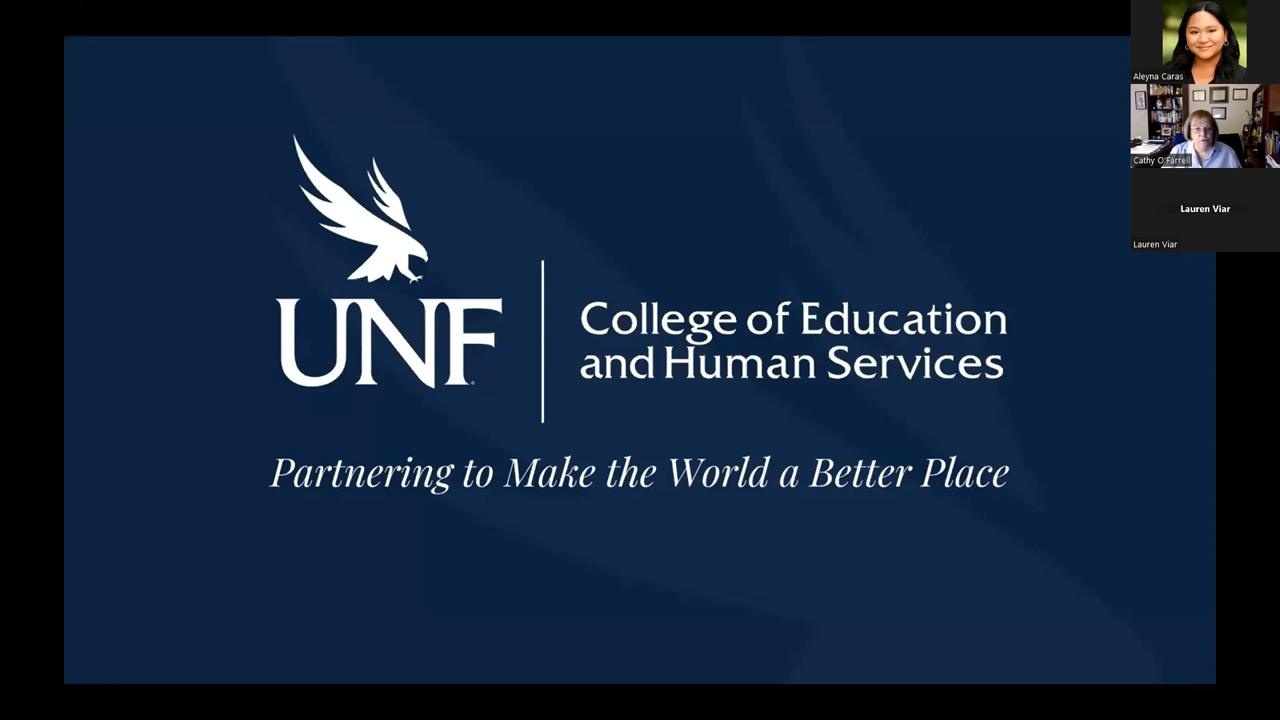 UNF
College of Education
and Human Services
Partnering to Make the World a Better Place
Aleyna Caras
Cathy O'Farrell
Lauren Viar
Lauren Viar